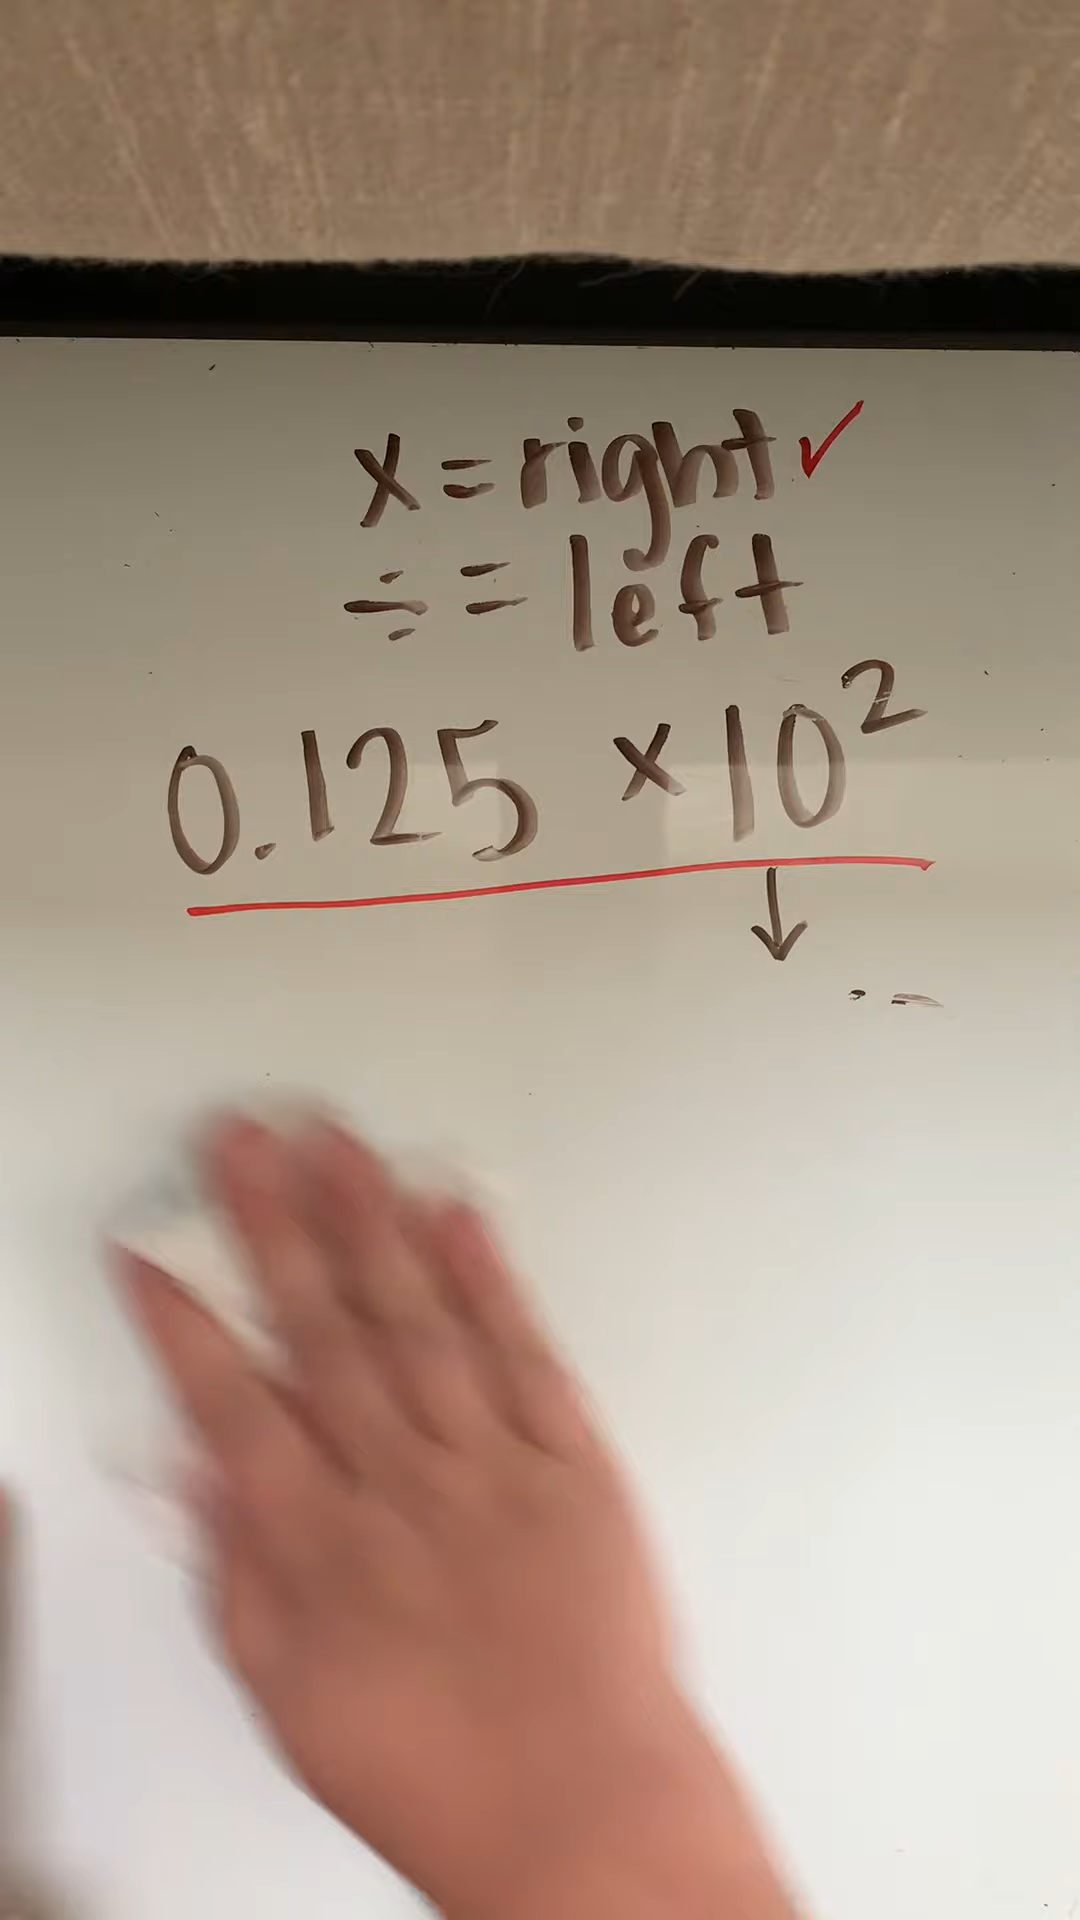 x = right ✓
÷ = left
0.125 × 10²